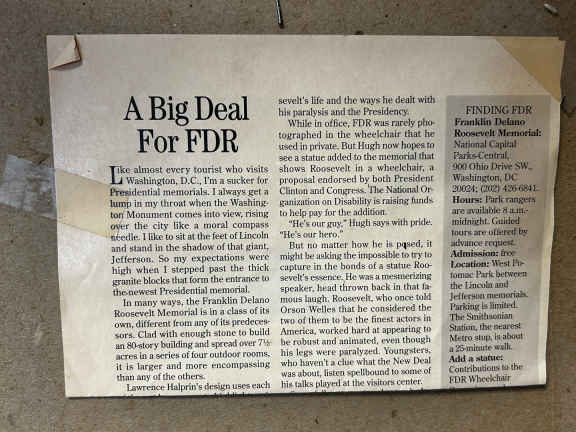 A Big Deal
For FDR
Like almost every tourist who visits
Washington, D.C., I'm a sucker for
Presidential memorials. I always get a
lump in my throat when the Washing-
ton Monument comes into view, rising
over the city like a moral compass
needle. I like to sit at the feet of Lincoln
and stand in the shadow of that giant,
Jefferson. So my expectations were
high when I stepped past the thick
granite blocks that form the entrance to
the newest Presidential memorial.
In many ways, the Franklin Delano
Roosevelt Memorial is in a class of its
own, different from any of its predeces-
sors. Clad with enough stone to build
an 80-story building and spread over 7½
acres in a series of four outdoor rooms,
it is larger and more encompassing
than any of the others.
Lawrence Halprin's design uses each
sevelt's life and the ways he dealt with
his paralysis and the Presidency.
While in office, FDR was rarely pho-
tographed in the wheelchair that he
used in private. But Hugh now hopes to
see a statue added to the memorial that
shows Roosevelt in a wheelchair, a
proposal endorsed by both President
Clinton and Congress. The National Or-
ganization on Disability is raising funds
to help pay for the addition.
"He's our guy," Hugh says with pride.
"He's our hero."
But no matter how he is posed, it
might be asking the impossible to try to
capture in the bonds of a statue Roo-
sevelt's essence. He was a mesmerizing
speaker, head thrown back in that fa-
mous laugh. Roosevelt, who once told
Orson Welles that he considered the
two of them to be the finest actors in
America, worked hard at appearing to
be robust and animated, even though
his legs were paralyzed. Youngsters,
who haven't a clue what the New Deal
was about, listen spellbound to some of
his talks played at the visitors center.
FINDING FDR
Franklin Delano
Roosevelt Memorial:
National Capital
Parks-Central,
900 Ohio Drive SW.,
Washington, DC
20024; (202) 426-6841.
Hours: Park rangers
are available 8 a.m.-
midnight. Guided
tours are offered by
advance request.
Admission: free
Location: West Po-
tomac Park between
the Lincoln and
Jefferson memorials.
Parking is limited.
The Smithsonian
Station, the nearest
Metro stop, is about
a 25-minute walk.
Add a statue:
Contributions to the
FDR Wheelchair